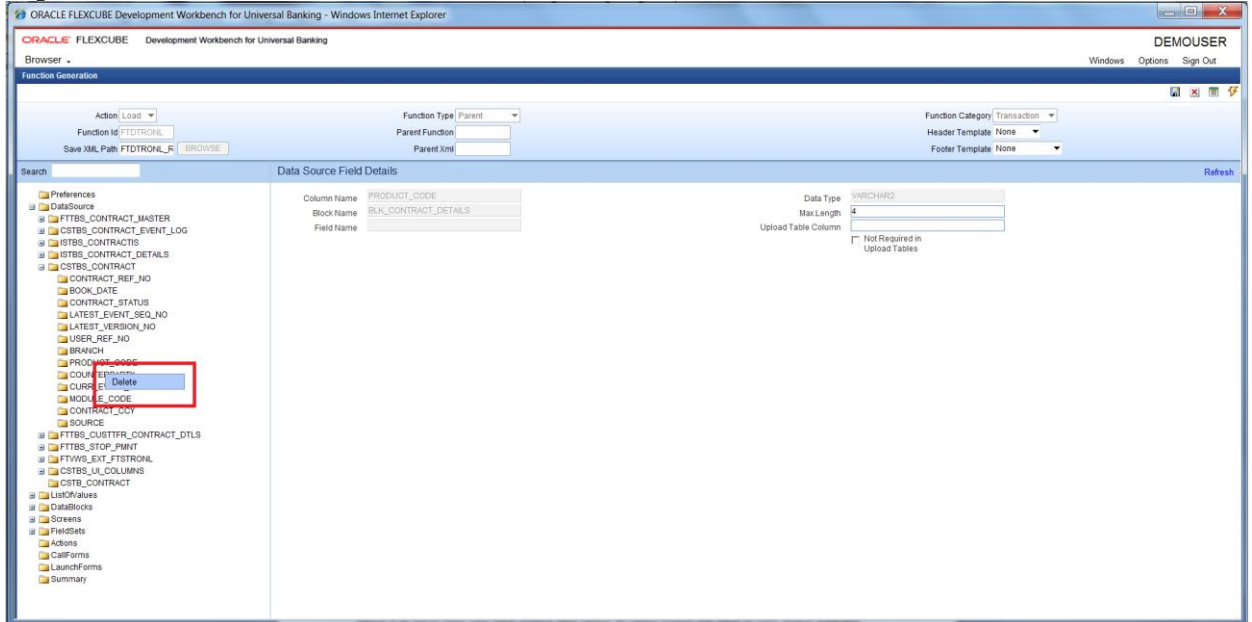 ORACLE FLEXCUBE Development Workbench for Universal Banking - Windows Internet Explorer
ORACLE FLEXCUBE Development Workbench for Universal Banking
DEMOUSER
Browser
Windows Options Sign Out
Function Generation
Action Load Function Type Parent Function Category Transaction
Function Id FTDTRONL Parent Function Header Template None
Save XML Path FTDTRONL_R BROWSE Parent Xml Footer Template None
Search Data Source Field Details Refresh
Preferences
DataSource
FTTBS_CONTRACT_MASTER
CSTBS_CONTRACT_EVENT_LOG
ISTBS_CONTRACTIS
ISTBS_CONTRACT_DETAILS
CSTBS_CONTRACT
CONTRACT_REF_NO
BOOK_DATE
CONTRACT_STATUS
LATEST_EVENT_SEQ_NO
LATEST_VERSION_NO
USER_REF_NO
BRANCH
PRODUCT_CODE
Delete
MODULE_CODE
CONTRACT_CCY
SOURCE
FTTBS_CUSTTFR_CONTRACT_DTLS
FTTBS_STOP_PMNT
FTVWS_EXT_FTSTRONL
CSTBS_UI_COLUMNS
CSTB_CONTRACT
ListOfValues
DataBlocks
Screens
FieldSets
Actions
CallForms
LaunchForms
Summary
Column Name PRODUCT_CODE Data Type VARCHAR2
Block Name BLK_CONTRACT_DETAILS Max.Length 4
Field Name Upload Table Column
Not Required in
Upload Tables